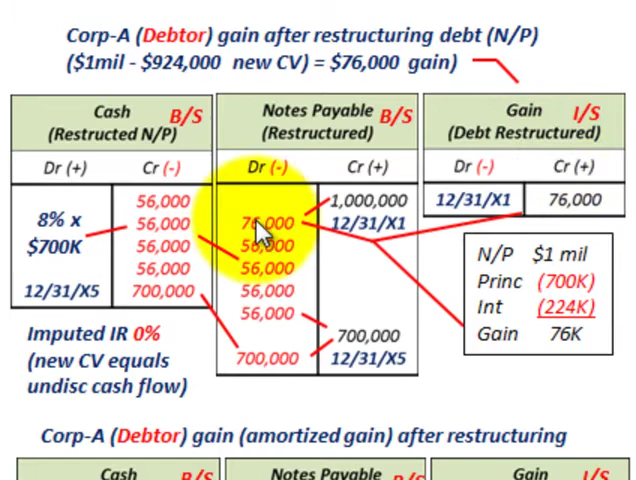 Corp-A (Debtor) gain after restructuring debt (N/P)
($1mil - $924,000 new CV) = $76,000 gain)
Cash B/S
(Restructed N/P)
Dr (+) Cr (-)
56,000
8% x 56,000
$700K 56,000
56,000
12/31/X5 700,000
Notes Payable B/S
(Restructured)
Dr (-) Cr (+)
1,000,000
76,000 12/31/X1
56,000
56,000
56,000
56,000
700,000
700,000 12/31/X5
Gain I/S
(Debt Restructured)
Dr (-) Cr (+)
12/31/X1 76,000
N/P $1 mil
Princ (700K)
Int (224K)
Gain 76K
Imputed IR 0%
(new CV equals
undisc cash flow)
Corp-A (Debtor) gain (amortized gain) after restructuring
Cash B/S
Notes Payable B/S
Gain I/S